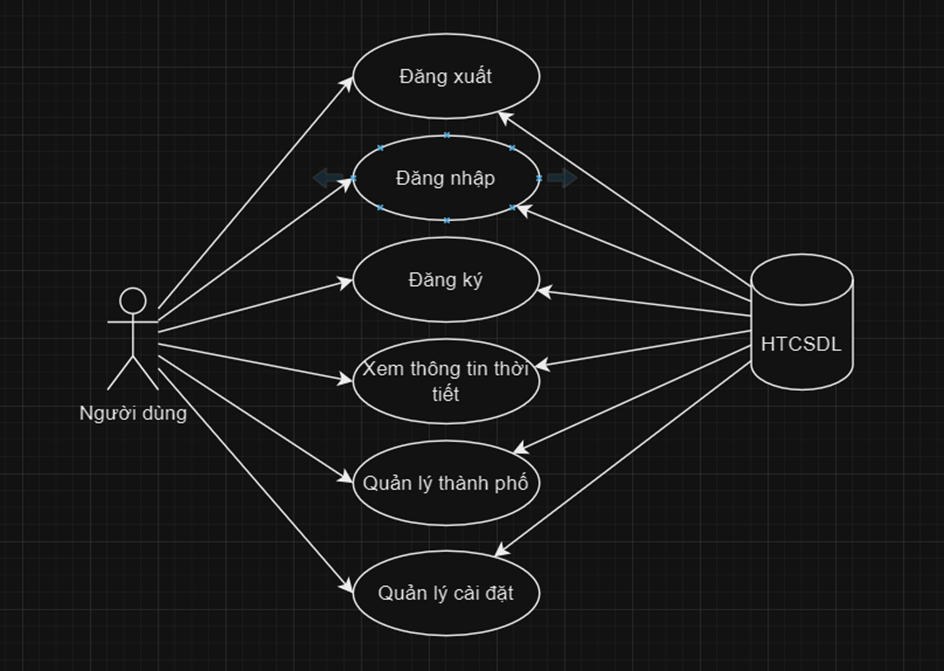 Đăng xuất
Đăng nhập
Đăng ký
HTCSDL
Xem thông tin thời
tiết
Người dùng
Quản lý thành phố
Quản lý cài đặt